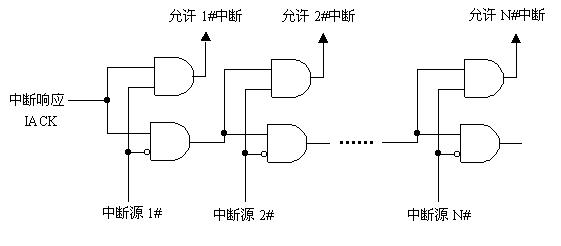 允许 1#中断
允许 2#中断
允许 N#中断
中断响应
IACK
中断源 1#
中断源 2#
中断源 N#